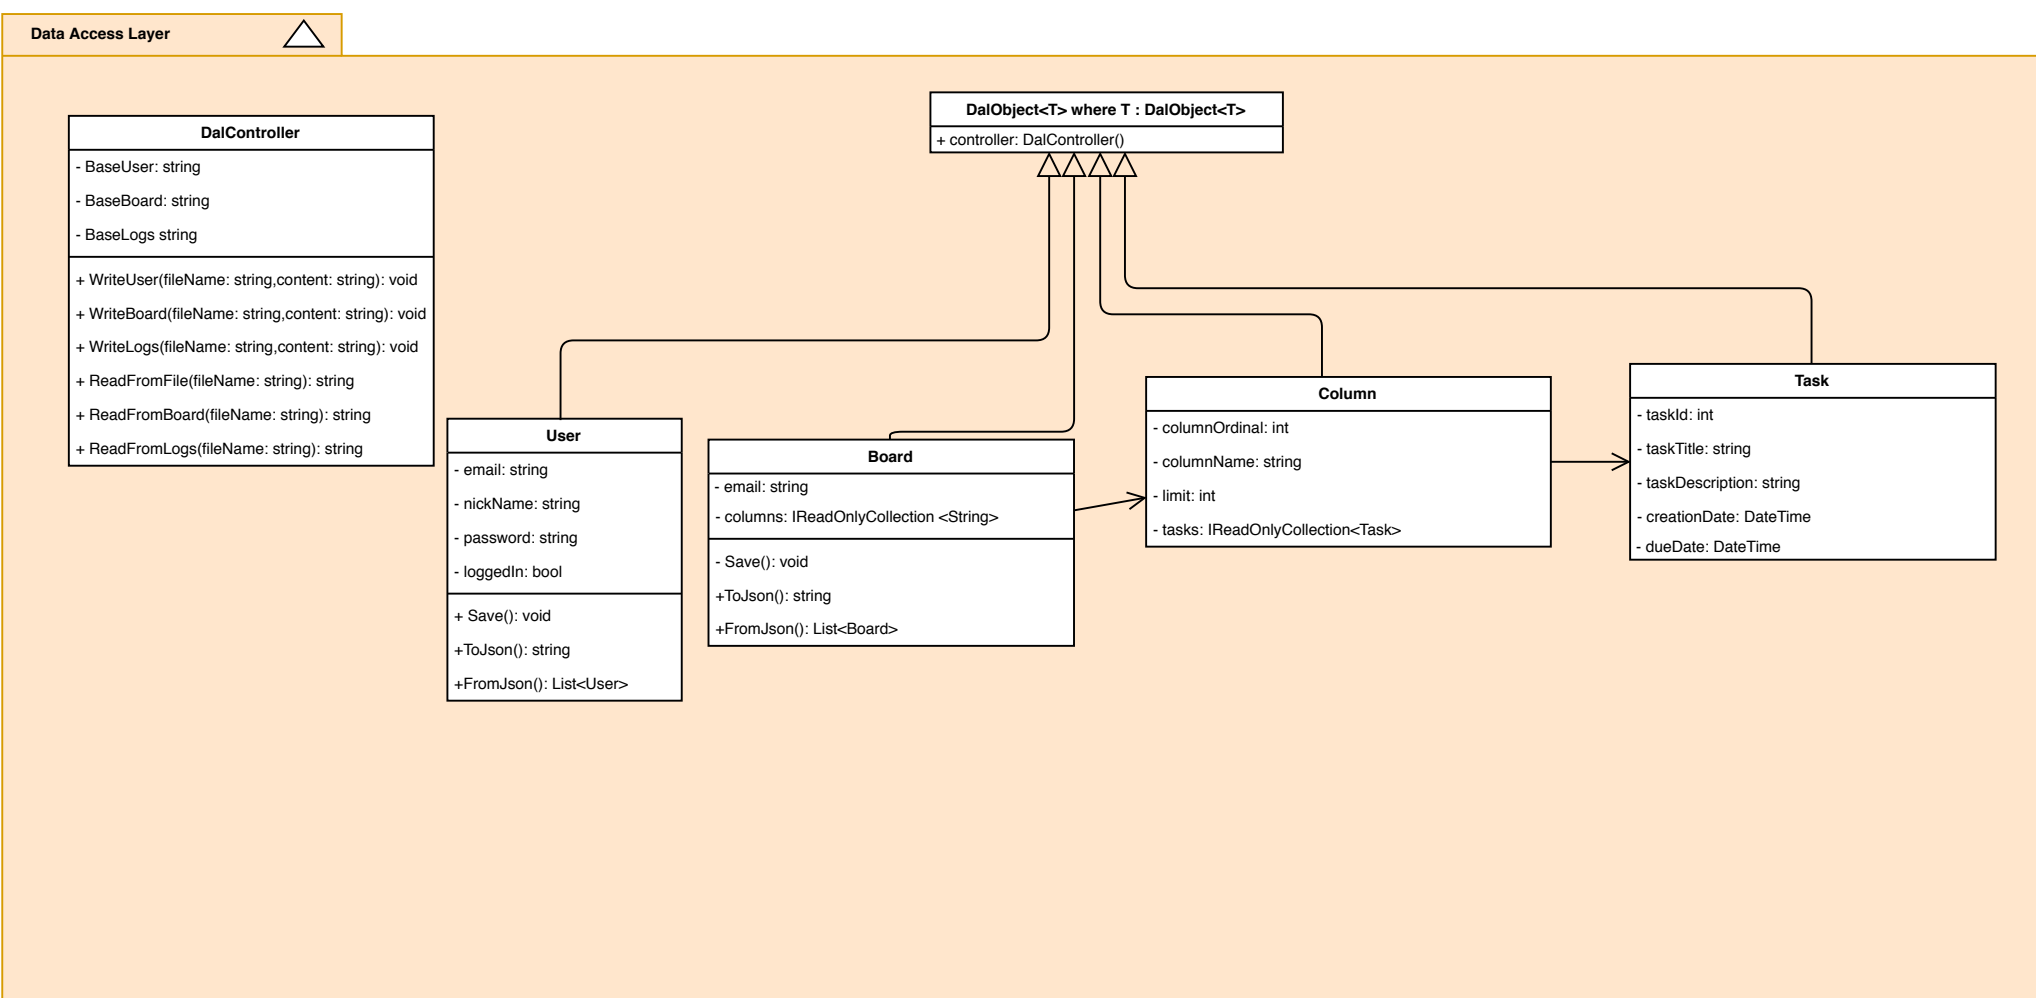 Data Access Layer
DalController
- BaseUser: string
- BaseBoard: string
- BaseLogs string
+ WriteUser(fileName: string,content: string): void
+ WriteBoard(fileName: string,content: string): void
+ WriteLogs(fileName: string,content: string): void
+ ReadFromFile(fileName: string): string
+ ReadFromBoard(fileName: string): string
+ ReadFromLogs(fileName: string): string
DalObject<T> where T : DalObject<T>
+ controller: DalController()
User
- email: string
- nickName: string
- password: string
- loggedIn: bool
+ Save(): void
+ToJson(): string
+FromJson(): List<User>
Board
- email: string
- columns: IReadOnlyCollection <String>
- Save(): void
+ToJson(): string
+FromJson(): List<Board>
Column
- columnOrdinal: int
- columnName: string
- limit: int
- tasks: IReadOnlyCollection<Task>
Task
- taskId: int
- taskTitle: string
- taskDescription: string
- creationDate: DateTime
- dueDate: DateTime